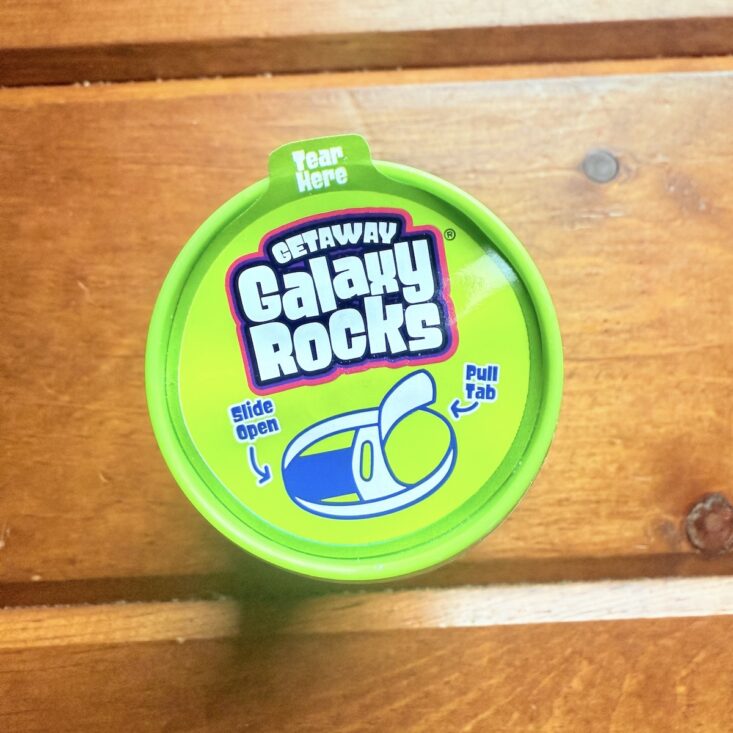 Tear
Here
GETAWAY
Galaxy
Rocks
®
Pull
Tab
Slide
Open